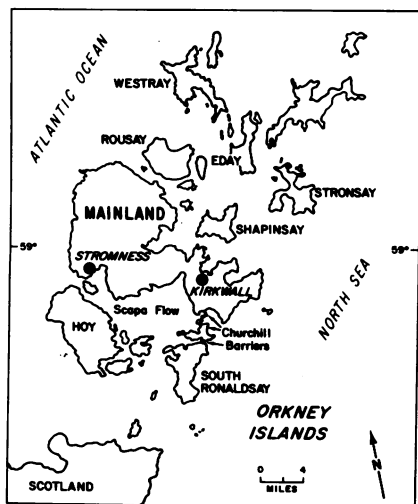 ATLANTIC OCEAN
WESTRAY
ROUSAY
EDAY
STRONSAY
MAINLAND
SHAPINSAY
59°
59°
STROMNESS
KIRKWALL
NORTH SEA
Scapa Flow
HOY
Churchill
Barriers
SOUTH
RONALDSAY
ORKNEY
ISLANDS
SCOTLAND
0 4
MILES
N